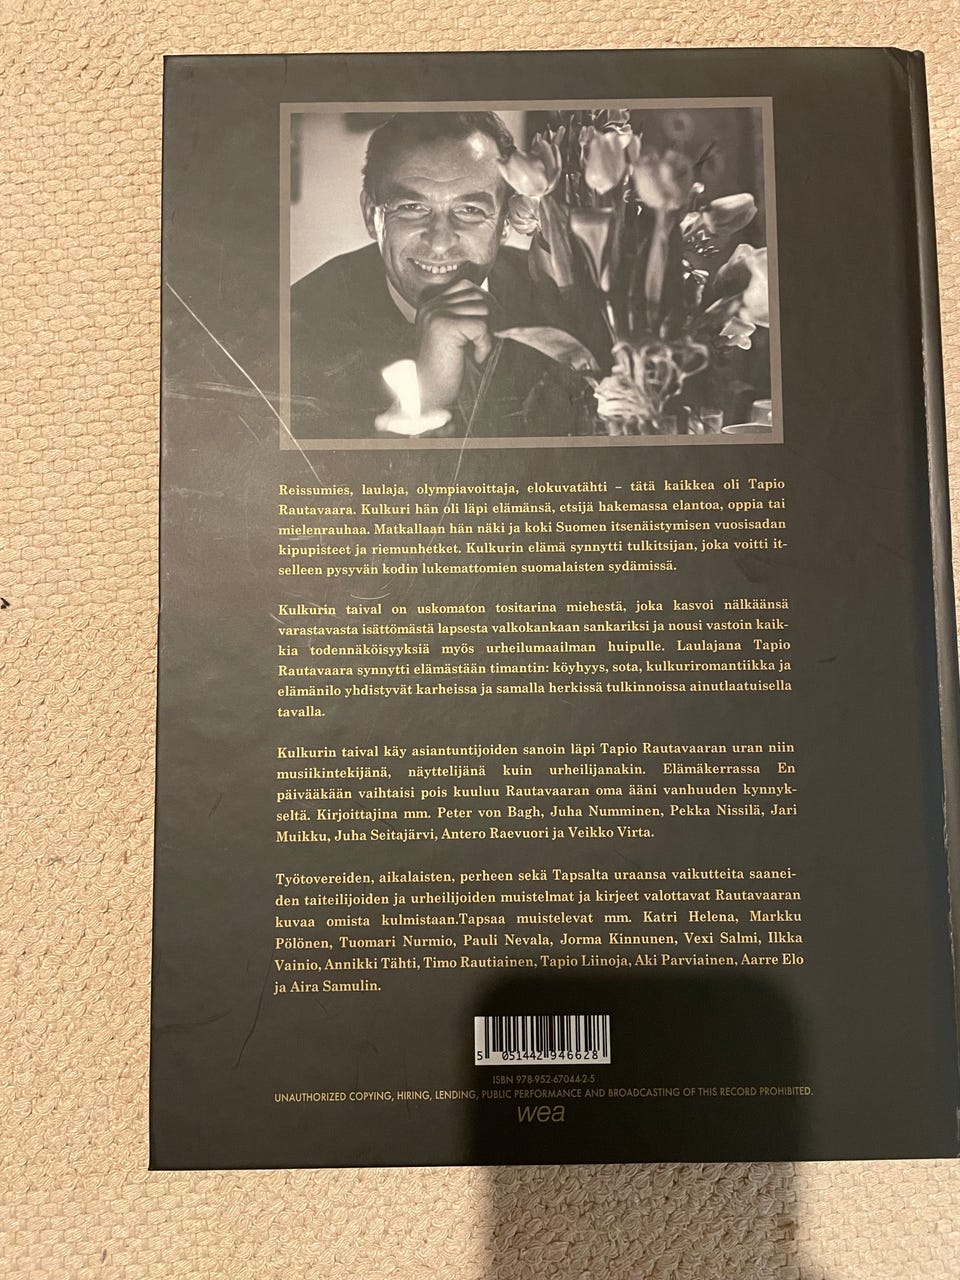 Reissumies, laulaja, olympiavoittaja, elokuvatähti – tätä kaikkea oli Tapio
Rautavaara. Kulkuri hän oli läpi elämänsä, etsijä hakemassa elantoa, oppia tai
mielenrauhaa. Matkallaan hän näki ja koki Suomen itsenäistymisen vuosisadan
kipupisteet ja riemunhetket. Kulkurin elämä synnytti tulkitsijan, joka voitti it-
selleen pysyvän kodin lukemattomien suomalaisten sydämissä.
Kulkurin taival on uskomaton tositarina miehestä, joka kasvoi nälkäänsä
varastavasta isättömästä lapsesta valkokankaan sankariksi ja nousi vastoin kaik-
kia todennäköisyyksiä myös urheilumaailman huipulle. Laulajana Tapio
Rautavaara synnytti elämästään timantin: köyhyys, sota, kulkuriromantiikka ja
elämänilo yhdistyvät karheissa ja samalla herkissä tulkinnoissa ainutlaatuisella
tavalla.
Kulkurin taival käy asiantuntijoiden sanoin läpi Tapio Rautavaaran uran niin
musiikintekijänä, näyttelijänä kuin urheilijanakin. Elämäkerrassa En
päivääkään vaihtaisi pois kuuluu Rautavaaran oma ääni vanhuuden kynnyk-
seltä. Kirjoittajina mm. Peter von Bagh, Juha Numminen, Pekka Nissilä, Jari
Muikku, Juha Seitajärvi, Antero Raevuori ja Veikko Virta.
Työtovereiden, aikalaisten, perheen sekä Tapsalta uraansa vaikutteita saanei-
den taiteilijoiden ja urheilijoiden muistelmat ja kirjeet valottavat Rautavaaran
kuvaa omista kulmistaan.Tapsaa muistelevat mm. Katri Helena, Markku
Pölönen, Tuomari Nurmio, Pauli Nevala, Jorma Kinnunen, Vexi Salmi, Ilkka
Vainio, Annikki Tähti, Timo Rautiainen, Tapio Liinoja, Aki Parviainen, Aarre Elo
ja Aira Samulin.
5 051442 946628
ISBN 978-952-67044-2-5
UNAUTHORIZED COPYING, HIRING, LENDING, PUBLIC PERFORMANCE AND BROADCASTING OF THIS RECORD PROHIBITED.
wea